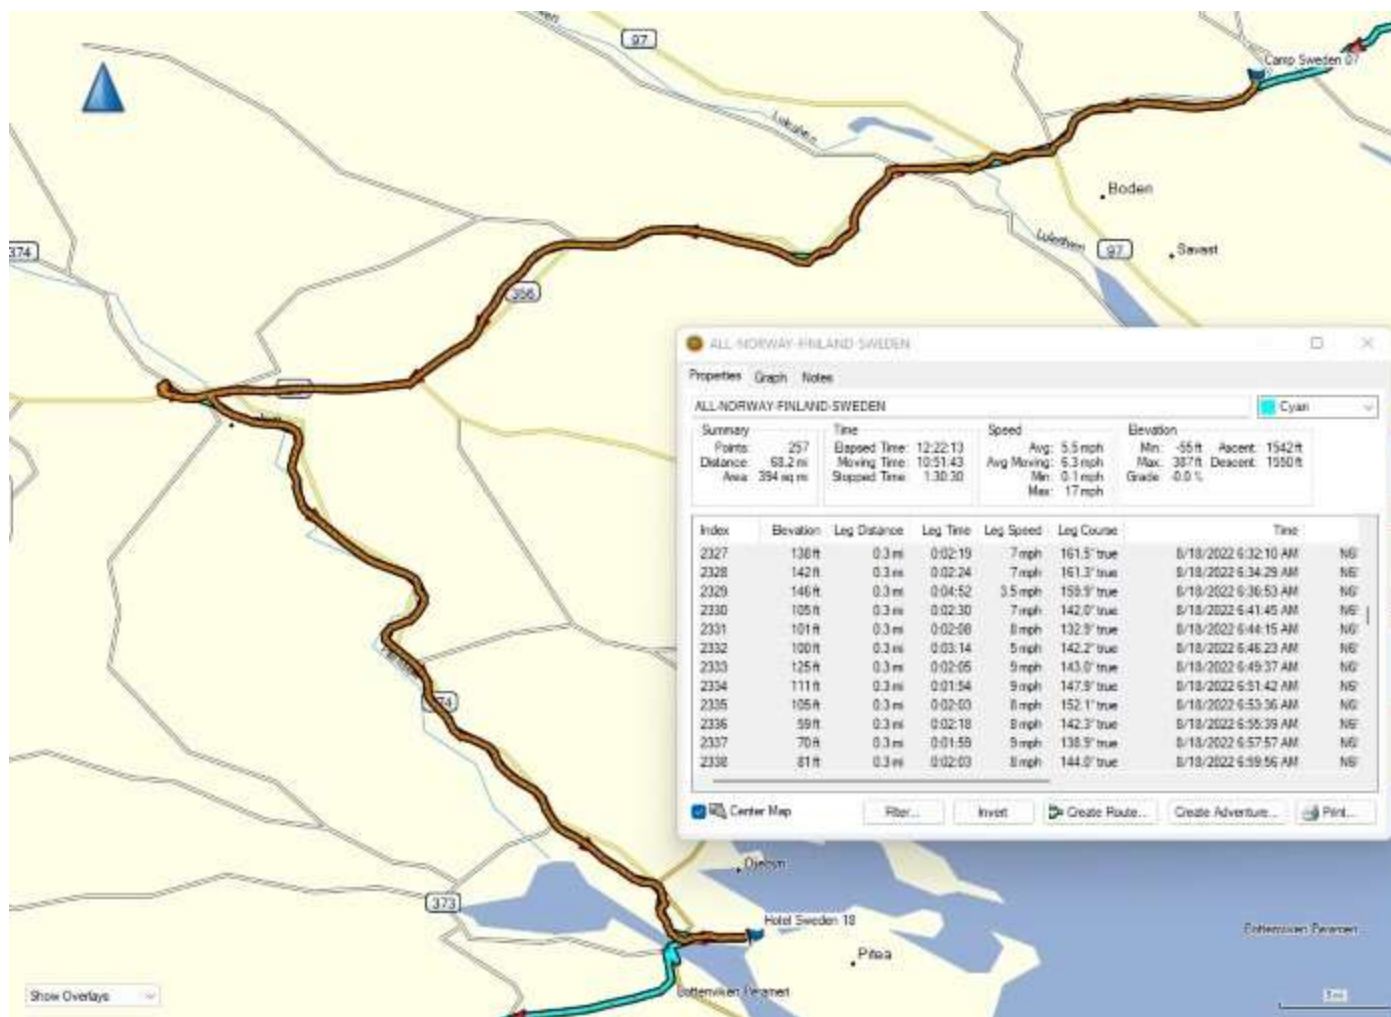 97
Camp Sweden 07
Boden
97
Savast
374
356
ALL-NORWAY-FINLAND-SWEDEN
Properties Graph Notes
ALL-NORWAY-FINLAND-SWEDEN Cyan
Summary Time Speed Elevation
Points: 257 Elapsed Time: 12:22:13 Avg: 5.5 mph Min: -55 ft Ascent: 1542 ft
Distance: 68.2 mi Moving Time: 10:51:43 Avg Moving: 6.3 mph Max: 387 ft Descent: 1550 ft
Area: 394 sq mi Stopped Time: 1:30:30 Min: 0.1 mph Grade: -0.0 %
Max: 17 mph
Index Elevation Leg Distance Leg Time Leg Speed Leg Course Time
2327 138 ft 0.3 mi 0:02:19 7 mph 161.5° true 8/18/2022 6:32:10 AM N6
2328 142 ft 0.3 mi 0:02:24 7 mph 161.3° true 8/18/2022 6:34:29 AM N6
2329 146 ft 0.3 mi 0:04:52 3.5 mph 159.9° true 8/18/2022 6:36:53 AM N6
2330 105 ft 0.3 mi 0:02:30 7 mph 142.0° true 8/18/2022 6:41:45 AM N6
2331 101 ft 0.3 mi 0:02:08 8 mph 132.9° true 8/18/2022 6:44:15 AM N6
2332 100 ft 0.3 mi 0:03:14 5 mph 142.2° true 8/18/2022 6:46:23 AM N6
2333 125 ft 0.3 mi 0:02:05 9 mph 143.0° true 8/18/2022 6:49:37 AM N6
2334 111 ft 0.3 mi 0:01:54 9 mph 147.9° true 8/18/2022 6:51:42 AM N6
2335 105 ft 0.3 mi 0:02:03 8 mph 152.1° true 8/18/2022 6:53:36 AM N6
2336 59 ft 0.3 mi 0:02:18 8 mph 142.3° true 8/18/2022 6:55:39 AM N6
2337 70 ft 0.3 mi 0:01:59 9 mph 138.9° true 8/18/2022 6:57:57 AM N6
2338 81 ft 0.3 mi 0:02:03 8 mph 144.0° true 8/18/2022 6:59:56 AM N6
Center Map Filter... Invert Create Route... Create Adventure... Print...
373
Hotel Sweden 18
Pitea
Bottenviken Perameri
Bottenviken Perameri
Show Overlays